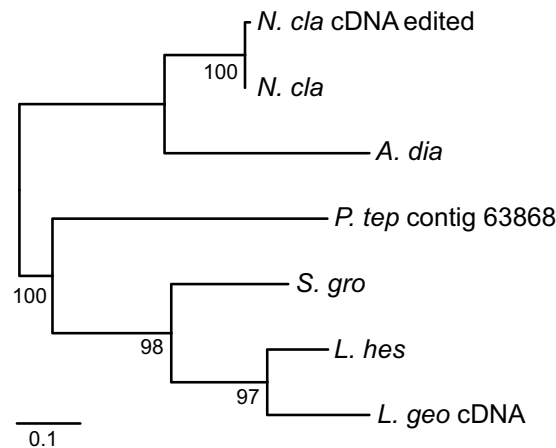 N. cla cDNA edited
100
N. cla
A. dia
P. tep contig 63868
100
S. gro
98
L. hes
97
L. geo cDNA
0.1